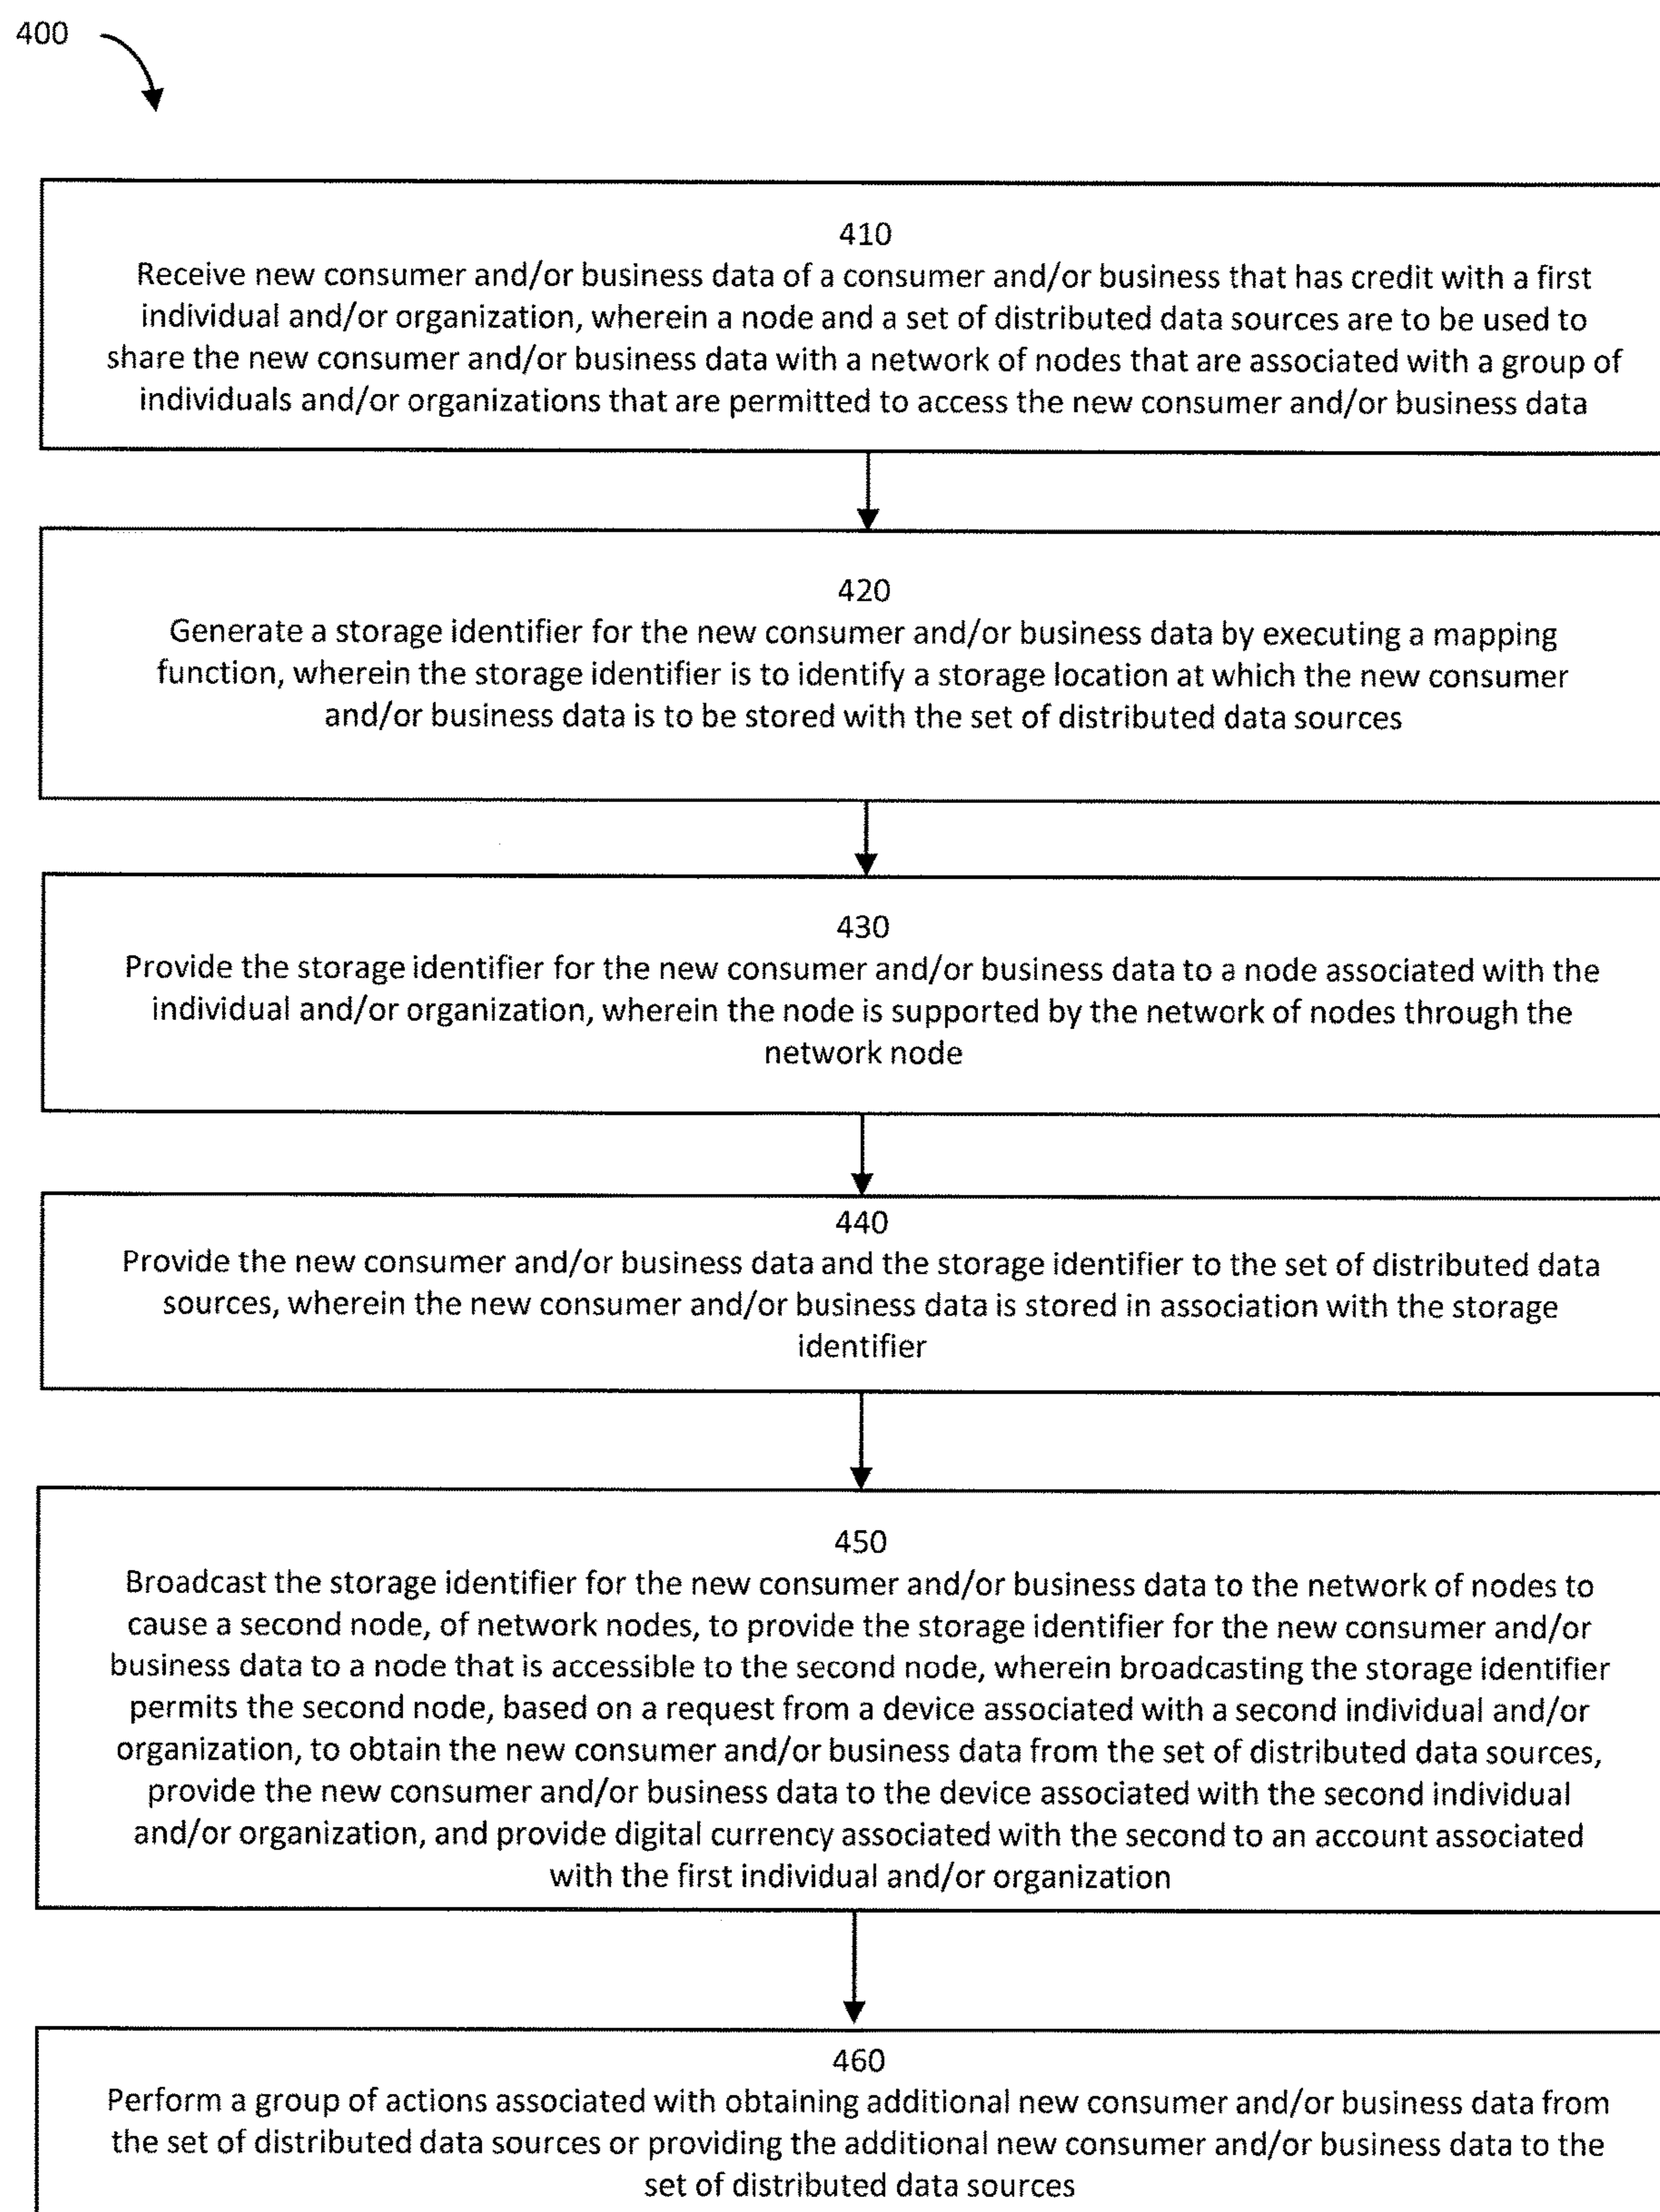 400
410
Receive new consumer and/or business data of a consumer and/or business that has credit with a first
individual and/or organization, wherein a node and a set of distributed data sources are to be used to
share the new consumer and/or business data with a network of nodes that are associated with a group of
individuals and/or organizations that are permitted to access the new consumer and/or business data
420
Generate a storage identifier for the new consumer and/or business data by executing a mapping
function, wherein the storage identifier is to identify a storage location at which the new consumer
and/or business data is to be stored with the set of distributed data sources
430
Provide the storage identifier for the new consumer and/or business data to a node associated with the
individual and/or organization, wherein the node is supported by the network of nodes through the
network node
440
Provide the new consumer and/or business data and the storage identifier to the set of distributed data
sources, wherein the new consumer and/or business data is stored in association with the storage
identifier
450
Broadcast the storage identifier for the new consumer and/or business data to the network of nodes to
cause a second node, of network nodes, to provide the storage identifier for the new consumer and/or
business data to a node that is accessible to the second node, wherein broadcasting the storage identifier
permits the second node, based on a request from a device associated with a second individual and/or
organization, to obtain the new consumer and/or business data from the set of distributed data sources,
provide the new consumer and/or business data to the device associated with the second individual
and/or organization, and provide digital currency associated with the second to an account associated
with the first individual and/or organization
460
Perform a group of actions associated with obtaining additional new consumer and/or business data from
the set of distributed data sources or providing the additional new consumer and/or business data to the
set of distributed data sources